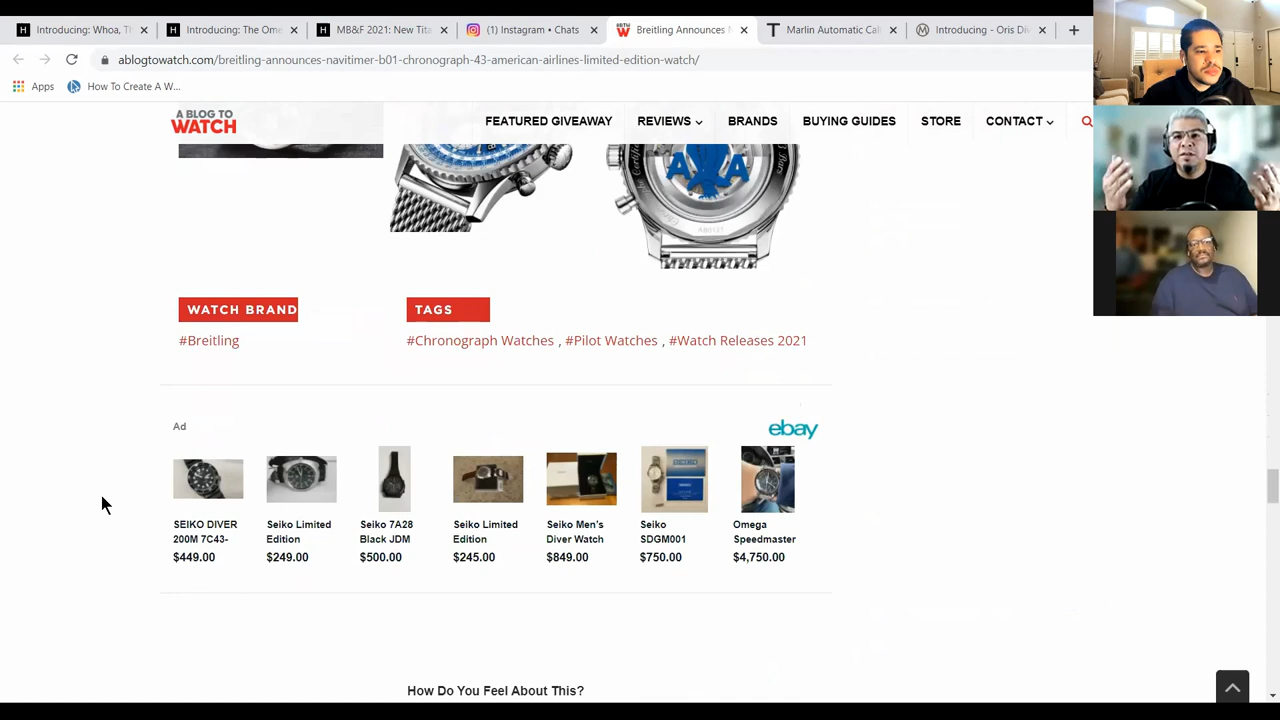 Introducing: Whoa, T
Introducing: The Ome
MB&F 2021: New Tita
(1) Instagram • Chats
Breitling Announces N
Marlin Automatic Cal
Introducing - Oris Div
ablogtowatch.com/breitling-announces-navitimer-b01-chronograph-43-american-airlines-limited-edition-watch/
Apps
How To Create A W...
A BLOG TO
WATCH
FEATURED GIVEAWAY
REVIEWS
BRANDS
BUYING GUIDES
STORE
CONTACT
AA
WATCH BRAND
TAGS
#Breitling
#Chronograph Watches , #Pilot Watches , #Watch Releases 2021
Ad
ebay
SEIKO DIVER
200M 7C43-
$449.00
Seiko Limited
Edition
$249.00
Seiko 7A28
Black JDM
$500.00
Seiko Limited
Edition
$245.00
Seiko Men's
Diver Watch
$849.00
Seiko
SDGM001
$750.00
Omega
Speedmaster
$4,750.00
How Do You Feel About This?